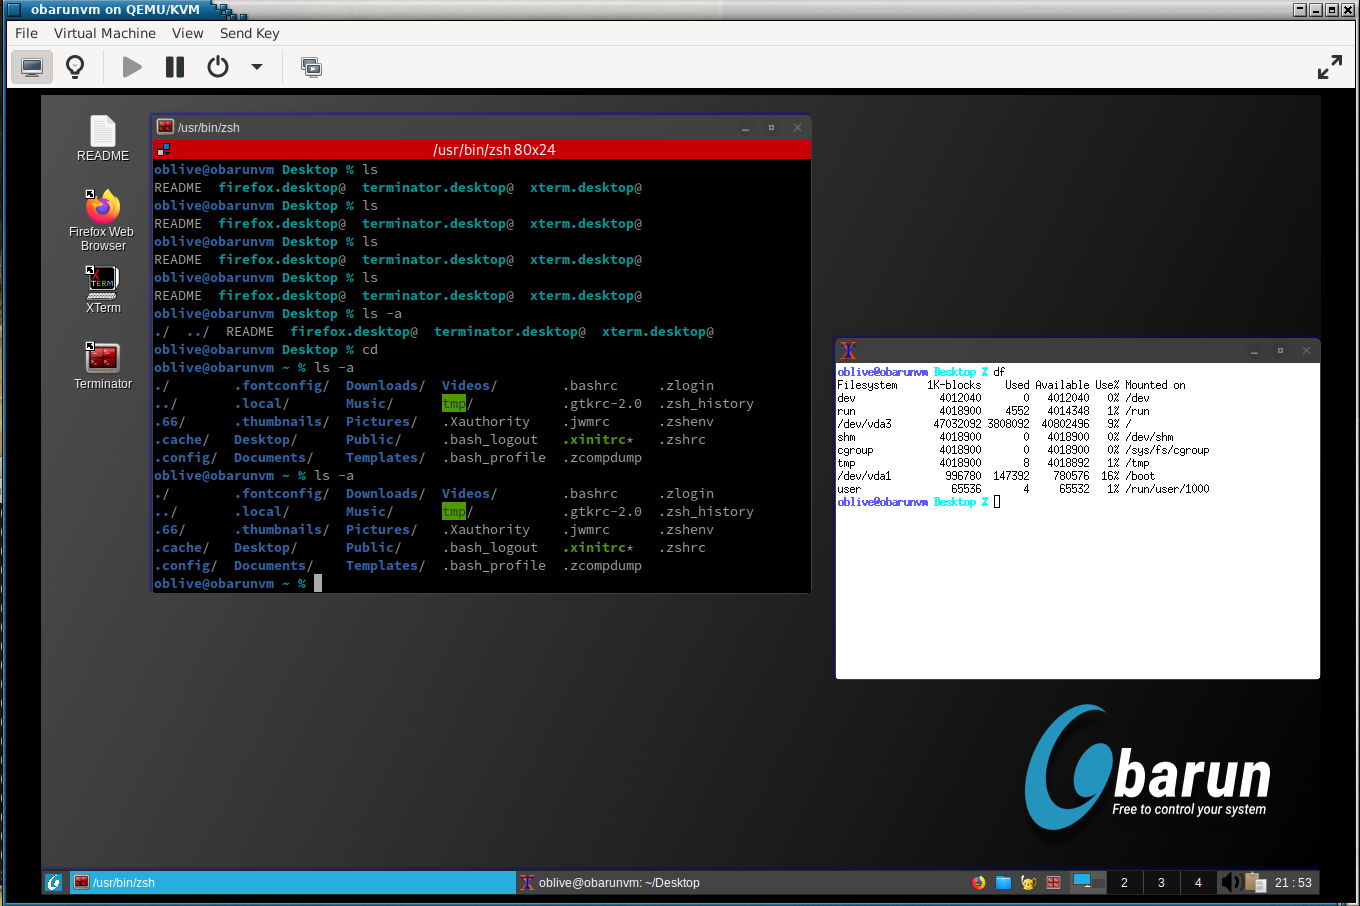 obarunvm on QEMU/KVM
File Virtual Machine View Send Key
README
Firefox Web
Browser
XTERM
XTerm
Terminator
/usr/bin/zsh
/usr/bin/zsh 80x24
oblive@obarunvm Desktop % ls
README firefox.desktop@ terminator.desktop@ xterm.desktop@
oblive@obarunvm Desktop % ls
README firefox.desktop@ terminator.desktop@ xterm.desktop@
oblive@obarunvm Desktop % ls
README firefox.desktop@ terminator.desktop@ xterm.desktop@
oblive@obarunvm Desktop % ls
README firefox.desktop@ terminator.desktop@ xterm.desktop@
oblive@obarunvm Desktop % ls -a
./ ../ README firefox.desktop@ terminator.desktop@ xterm.desktop@
oblive@obarunvm Desktop % cd
oblive@obarunvm ~ % ls -a
./ .fontconfig/ Downloads/ Videos/ .bashrc .zlogin
../ .local/ Music/ tmp/ .gtkrc-2.0 .zsh_history
.66/ .thumbnails/ Pictures/ .Xauthority .jwmrc .zshenv
.cache/ Desktop/ Public/ .bash_logout .xinitrc* .zshrc
.config/ Documents/ Templates/ .bash_profile .zcompdump
oblive@obarunvm ~ % ls -a
./ .fontconfig/ Downloads/ Videos/ .bashrc .zlogin
../ .local/ Music/ tmp/ .gtkrc-2.0 .zsh_history
.66/ .thumbnails/ Pictures/ .Xauthority .jwmrc .zshenv
.cache/ Desktop/ Public/ .bash_logout .xinitrc* .zshrc
.config/ Documents/ Templates/ .bash_profile .zcompdump
oblive@obarunvm ~ %
oblive@obarunvm Desktop % df
Filesystem 1K-blocks Used Available Use% Mounted on
dev 4012040 0 4012040 0% /dev
run 4018900 4552 4014348 1% /run
/dev/vda3 47032092 3808092 40802496 9% /
shm 4018900 0 4018900 0% /dev/shm
cgroup 4018900 0 4018900 0% /sys/fs/cgroup
tmp 4018900 8 4018892 1% /tmp
/dev/vda1 996780 147392 780576 16% /boot
user 65536 4 65532 1% /run/user/1000
oblive@obarunvm Desktop %
Obarun
Free to control your system
/usr/bin/zsh
oblive@obarunvm: ~/Desktop
2 3 4
21 : 53